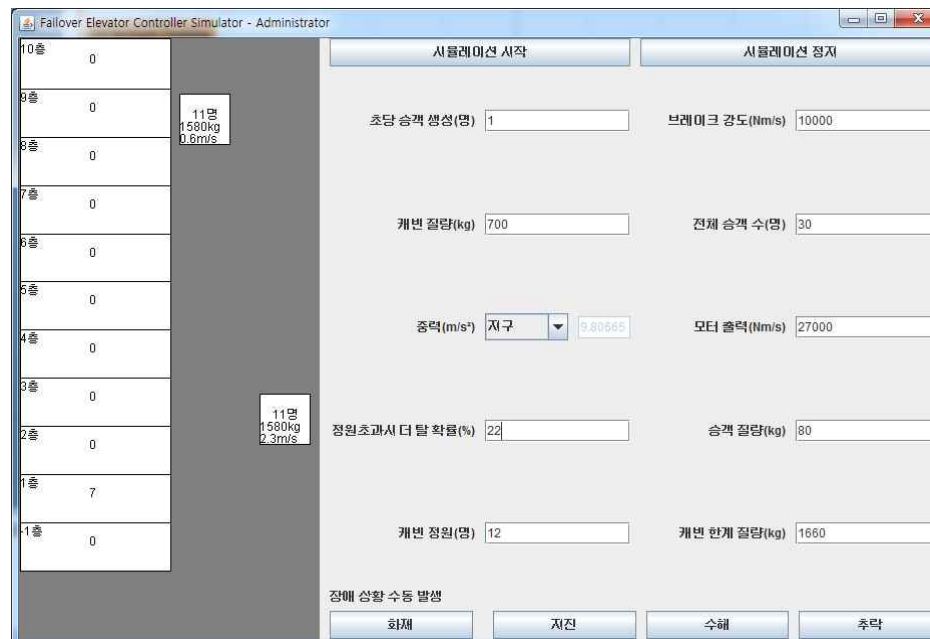 Failover Elevator Controller Simulator - Administrator
시뮬레이션 시작 시뮬레이션 정지
10층
0
9층
0
11명
1580kg
0.6m/s
초당 승객 생성(명) 1 브레이크 강도(Nm/s) 10000
8층
0
7층
0
캐빈 질량(kg) 700 전체 승객 수(명) 30
6층
0
5층
0
중력(m/s²) 지구 9.80665 모터 출력(Nm/s) 27000
4층
0
3층
0
11명
1580kg
2.3m/s
정원초과시 더 탈 확률(%) 22 승객 질량(kg) 80
2층
0
1층
7
-1층
0
캐빈 정원(명) 12 캐빈 한계 질량(kg) 1660
장애 상황 수동 발생
화재 지진 수해 추락